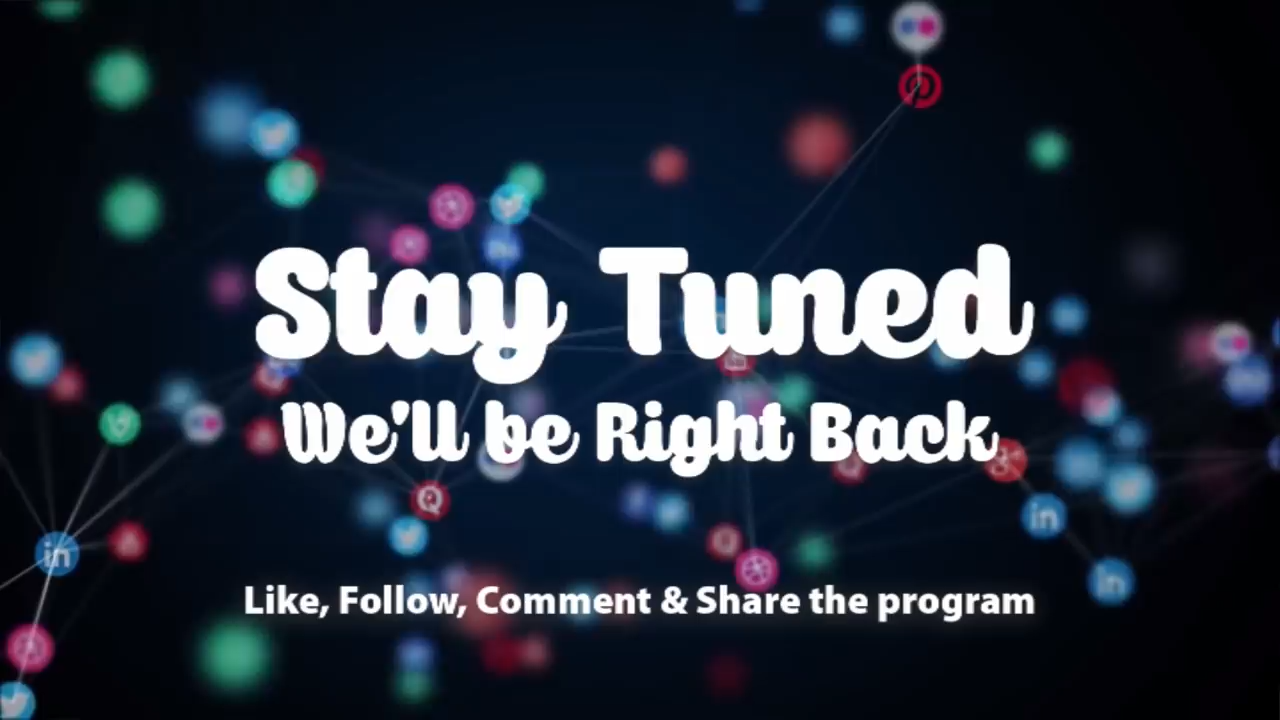 Stay Tuned
We'll be Right Back
Like, Follow, Comment & Share the program